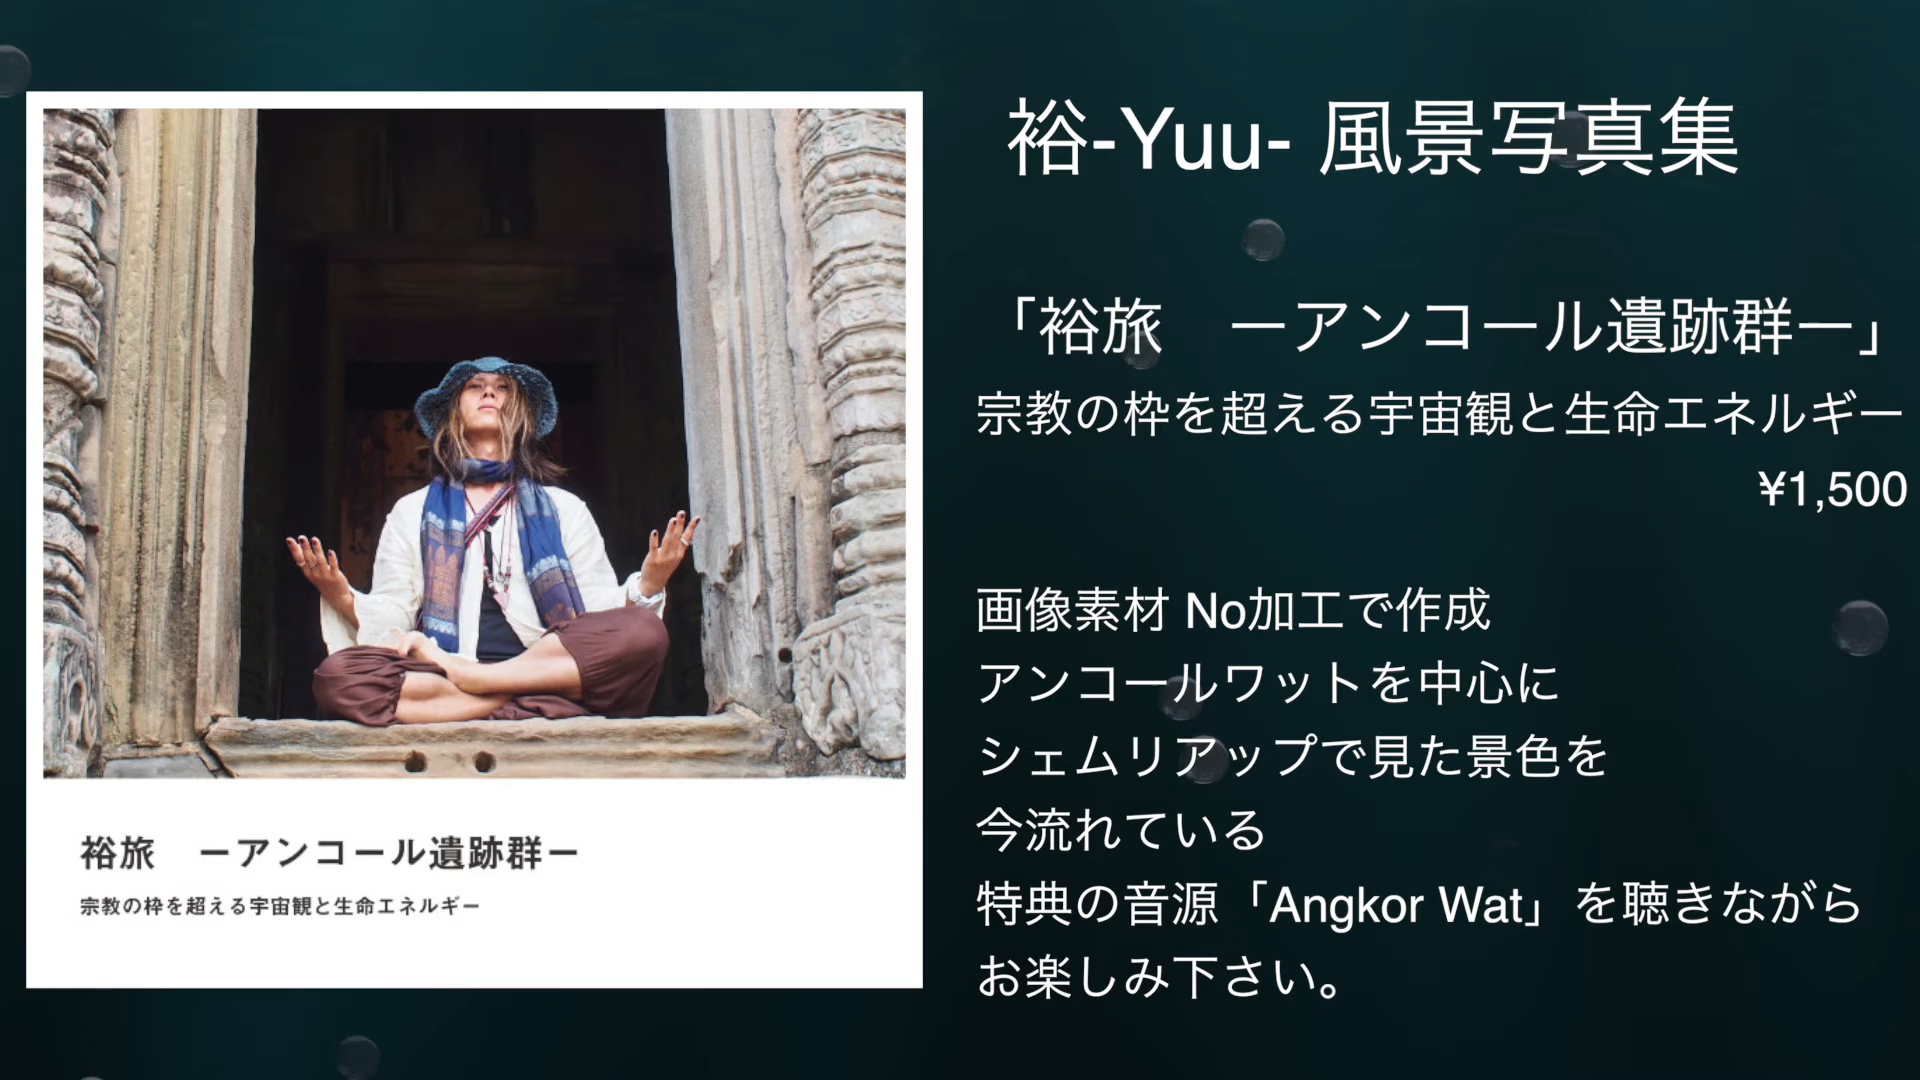 裕旅　ーアンコール遺跡群ー
宗教の枠を超える宇宙観と生命エネルギー
裕-Yuu- 風景写真集
「裕旅　ーアンコール遺跡群ー」
宗教の枠を超える宇宙観と生命エネルギー
¥1,500
画像素材 No加工で作成
アンコールワットを中心に
シェムリアップで見た景色を
今流れている
特典の音源「Angkor Wat」を聴きながら
お楽しみ下さい。